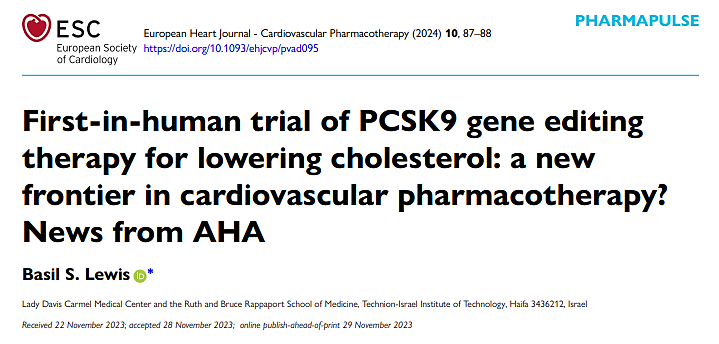 ESC
European Society
of Cardiology
European Heart Journal - Cardiovascular Pharmacotherapy (2024) 10, 87–88
https://doi.org/10.1093/ehjcvp/pvad095
PHARMAPULSE
First-in-human trial of PCSK9 gene editing
therapy for lowering cholesterol: a new
frontier in cardiovascular pharmacotherapy?
News from AHA
Basil S. Lewis iD *
Lady Davis Carmel Medical Center and the Ruth and Bruce Rappaport School of Medicine, Technion-Israel Institute of Technology, Haifa 3436212, Israel
Received 22 November 2023; accepted 28 November 2023; online publish-ahead-of-print 29 November 2023